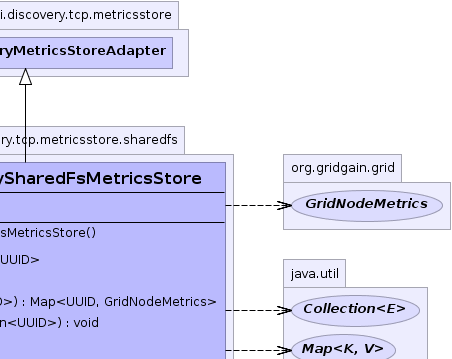 i.discovery.tcp.metricsstore
ryMetricsStoreAdapter
ry.tcp.metricsstore.sharedfs
ySharedFsMetricsStore
sMetricsStore()
UUID>
D>) : Map<UUID, GridNodeMetrics>
n<UUID>) : void
org.gridgain.grid
GridNodeMetrics
java.util
Collection<E>
Map<K, V>